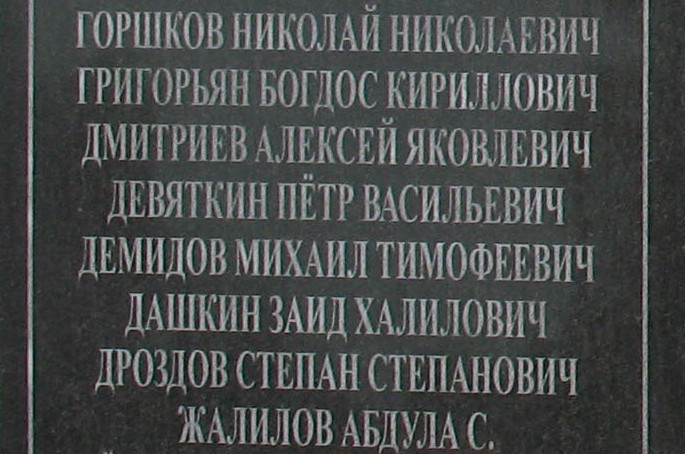 ГОРШКОВ НИКОЛАЙ НИКОЛАЕВИЧ
ГРИГОРЬЯН БОГДОС КИРИЛЛОВИЧ
ДМИТРИЕВ АЛЕКСЕЙ ЯКОВЛЕВИЧ
ДЕВЯТКИН ПЁТР ВАСИЛЬЕВИЧ
ДЕМИДОВ МИХАИЛ ТИМОФЕЕВИЧ
ДАШКИН ЗАИД ХАЛИЛОВИЧ
ДРОЗДОВ СТЕПАН СТЕПАНОВИЧ
ЖАЛИЛОВ АБДУЛА С.